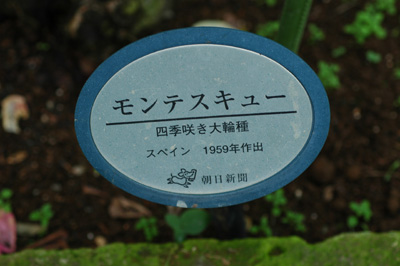 モンテスキュー
四季咲き大輪種
スペイン 1959年作出
朝日新聞